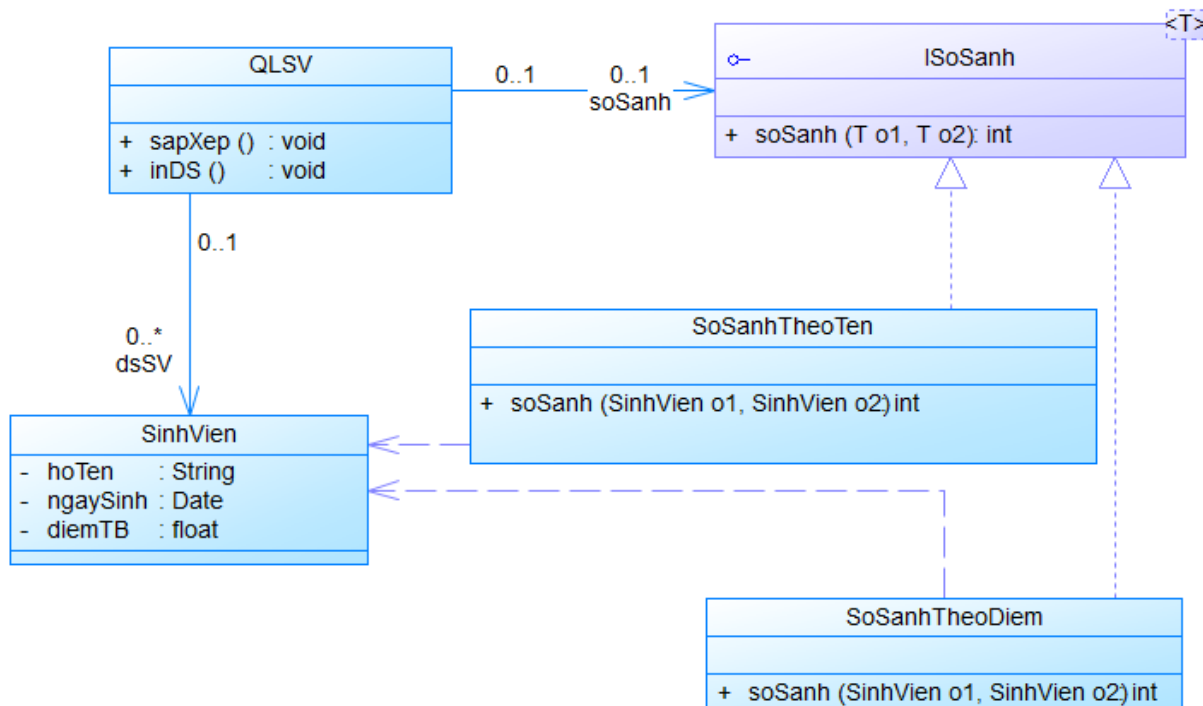 <T>
QLSV
ISoSanh
0..1
0..1
soSanh
+ sapXep () : void
+ inDS () : void
+ soSanh (T o1, T o2): int
0..1
0..*
dsSV
SoSanhTheoTen
+ soSanh (SinhVien o1, SinhVien o2) int
SinhVien
- hoTen : String
- ngaySinh : Date
- diemTB : float
SoSanhTheoDiem
+ soSanh (SinhVien o1, SinhVien o2) int